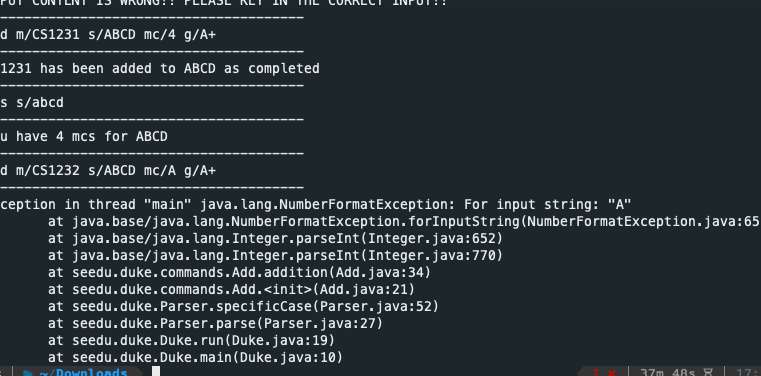 PUT CONTENT IS WRONG!! PLEASE KEY IN THE CORRECT INPUT!!
--------------------------------------
d m/CS1231 s/ABCD mc/4 g/A+
--------------------------------------
1231 has been added to ABCD as completed
--------------------------------------
s s/abcd
--------------------------------------
u have 4 mcs for ABCD
--------------------------------------
d m/CS1232 s/ABCD mc/A g/A+
--------------------------------------
ception in thread "main" java.lang.NumberFormatException: For input string: "A"
at java.base/java.lang.NumberFormatException.forInputString(NumberFormatException.java:65
at java.base/java.lang.Integer.parseInt(Integer.java:652)
at java.base/java.lang.Integer.parseInt(Integer.java:770)
at seedu.duke.commands.Add.addition(Add.java:34)
at seedu.duke.commands.Add.<init>(Add.java:21)
at seedu.duke.Parser.specificCase(Parser.java:52)
at seedu.duke.Parser.parse(Parser.java:27)
at seedu.duke.Duke.run(Duke.java:19)
at seedu.duke.Duke.main(Duke.java:10)
~/Downloads 1 ✘ 37m 48s 17: